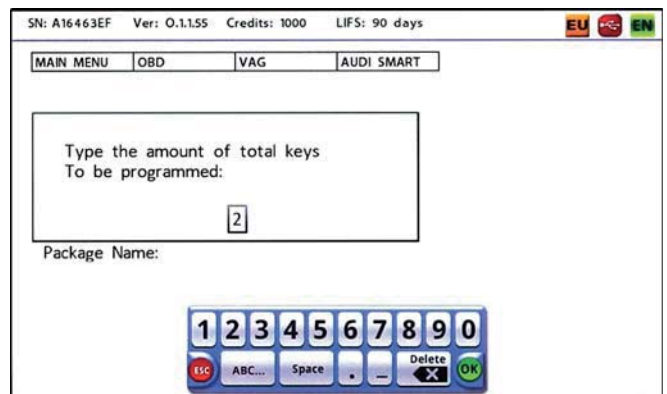 SN: A16463EF Ver: 0.1.1.55 Credits: 1000 LIFS: 90 days EU EN
MAIN MENU OBD VAG AUDI SMART
Type the amount of total keys
To be programmed:
2
Package Name:
1 2 3 4 5 6 7 8 9 0
ESC ABC... Space . _ Delete OK